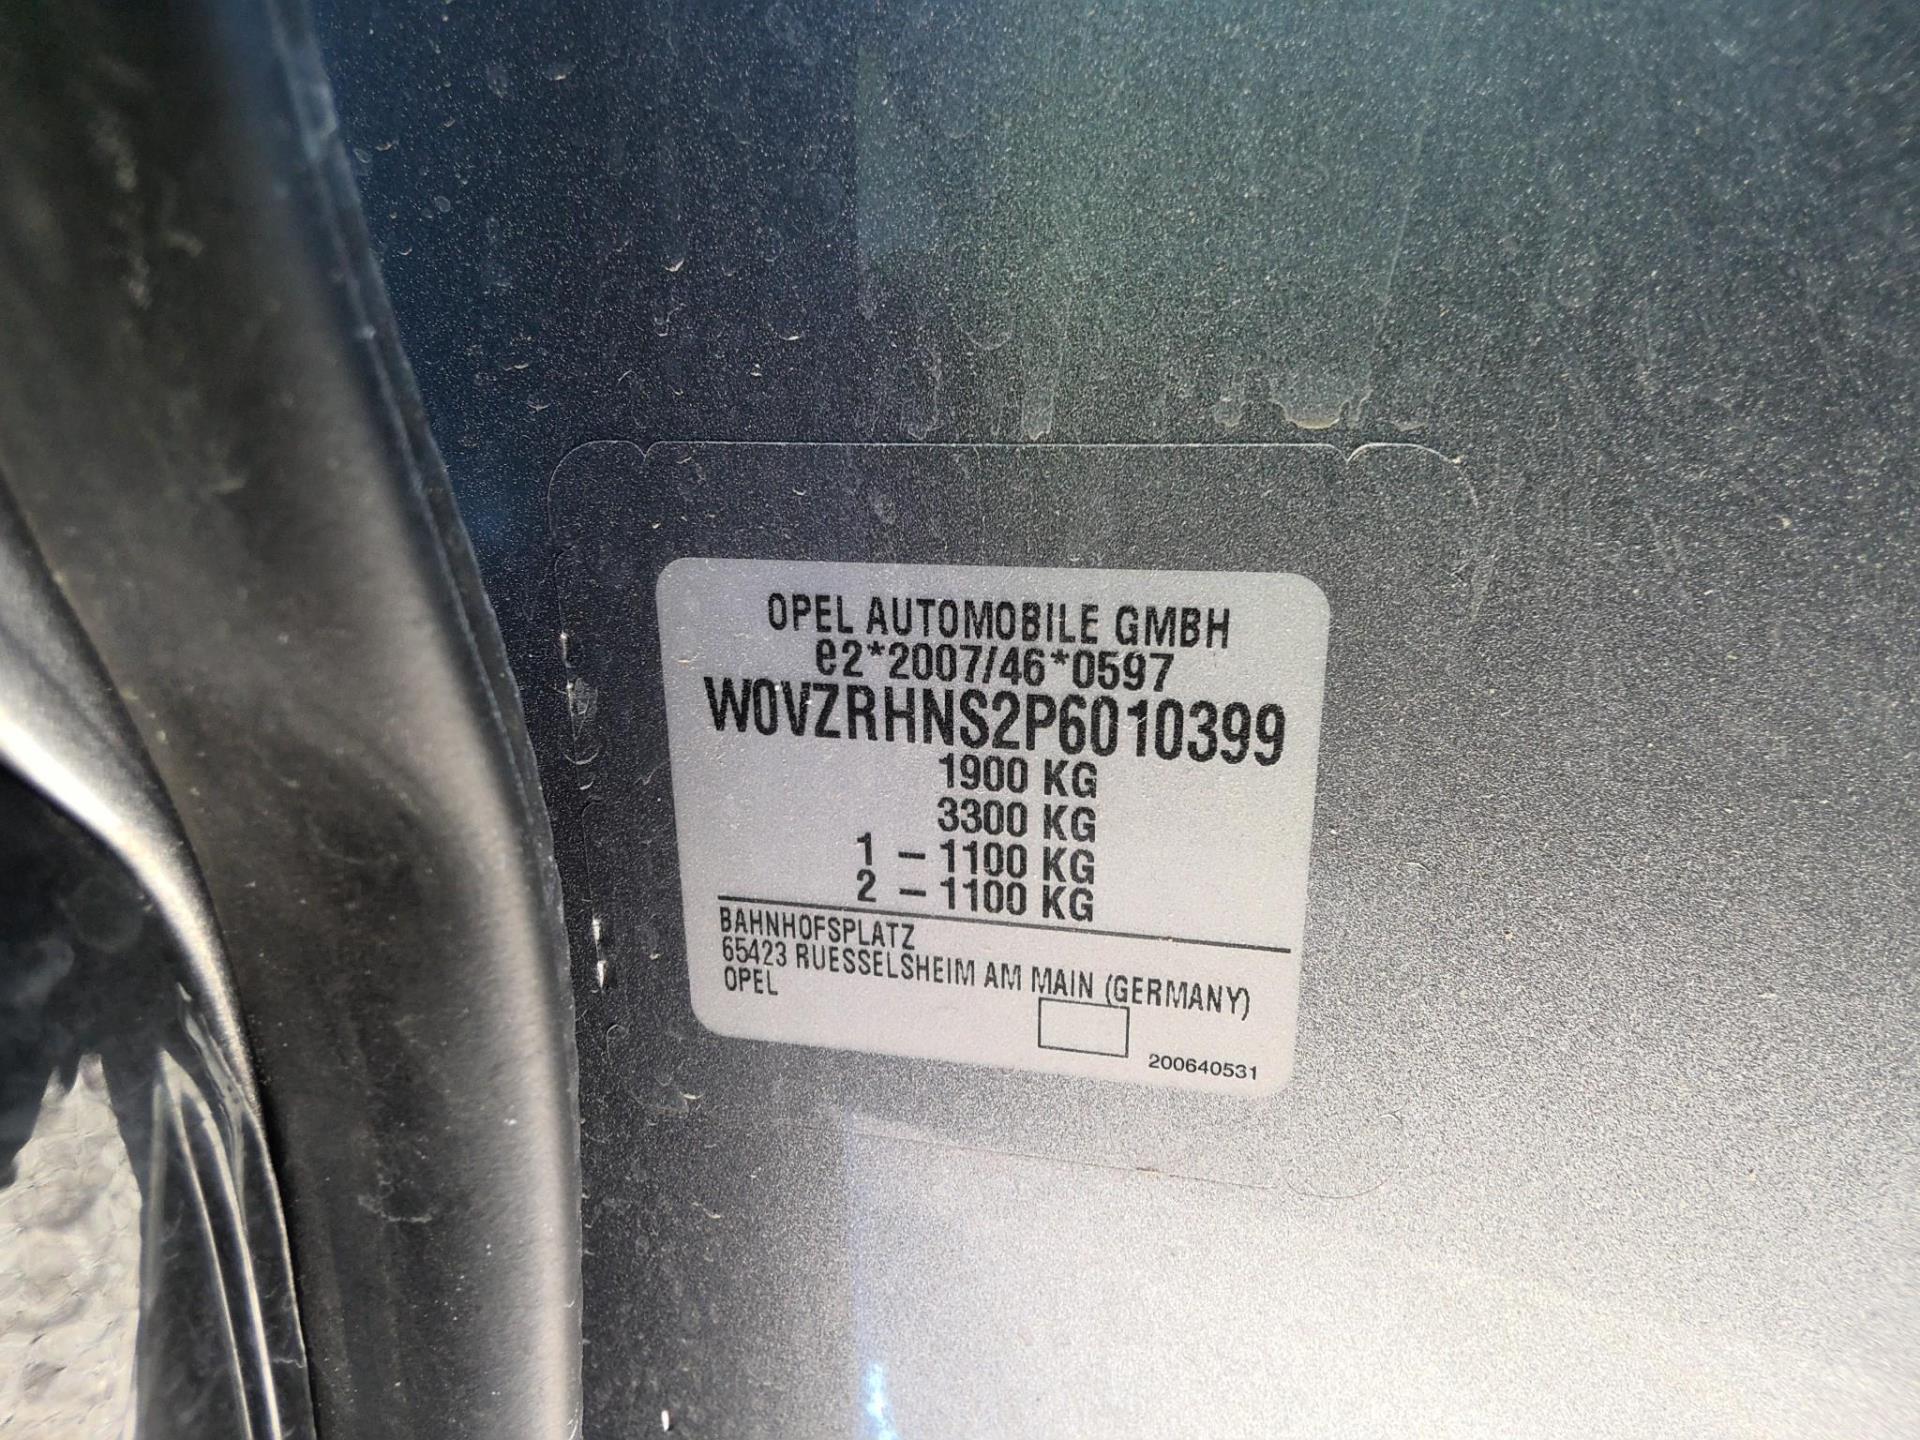 OPEL AUTOMOBILE GMBH
e2*2007/46*0597
W0VZRHNS2P6010399
1900 KG
3300 KG
1 – 1100 KG
2 – 1100 KG
BAHNHOFSPLATZ
65423 RUESSELSHEIM AM MAIN (GERMANY)
OPEL
200640531